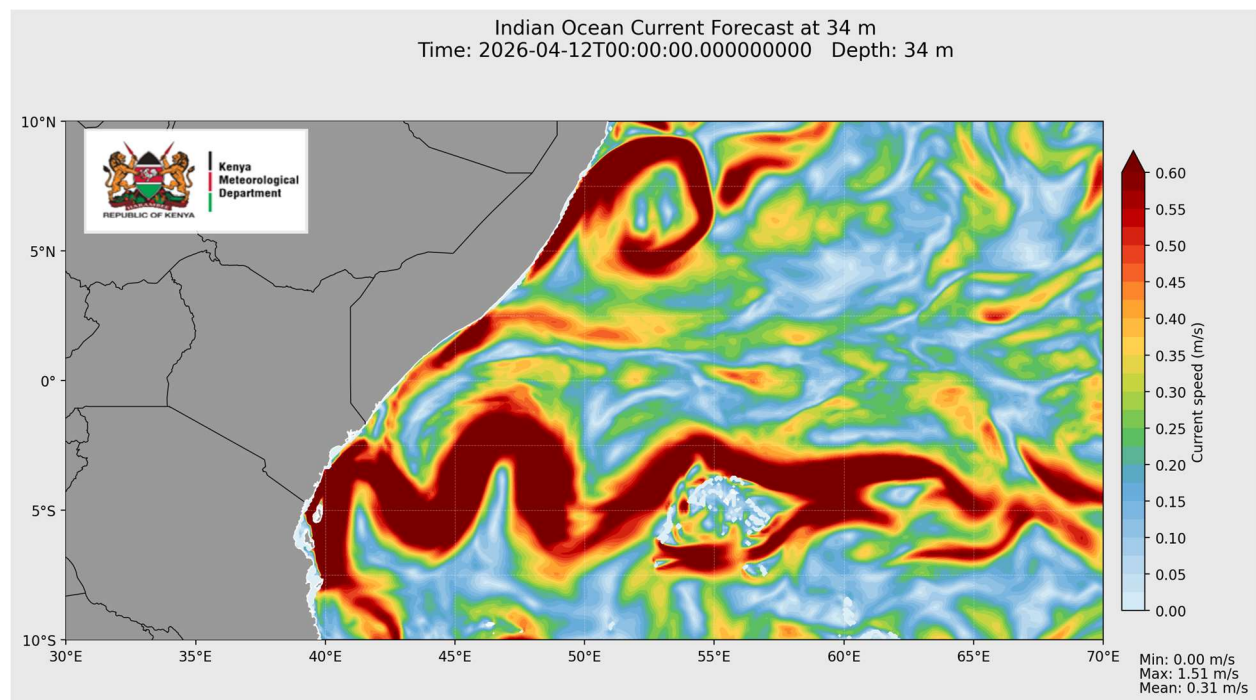 Indian Ocean Current Forecast at 34 m
Time: 2026-04-12T00:00:00.000000000   Depth: 34 m
10°N
5°N
0°
5°S
10°S
Kenya
Meteorological
Department
HARAMBEE
REPUBLIC OF KENYA
30°E
35°E
40°E
45°E
50°E
55°E
60°E
65°E
70°E
0.60
0.55
0.50
0.45
0.40
0.35
0.30
0.25
0.20
0.15
0.10
0.05
0.00
Current speed (m/s)
Min: 0.00 m/s
Max: 1.51 m/s
Mean: 0.31 m/s